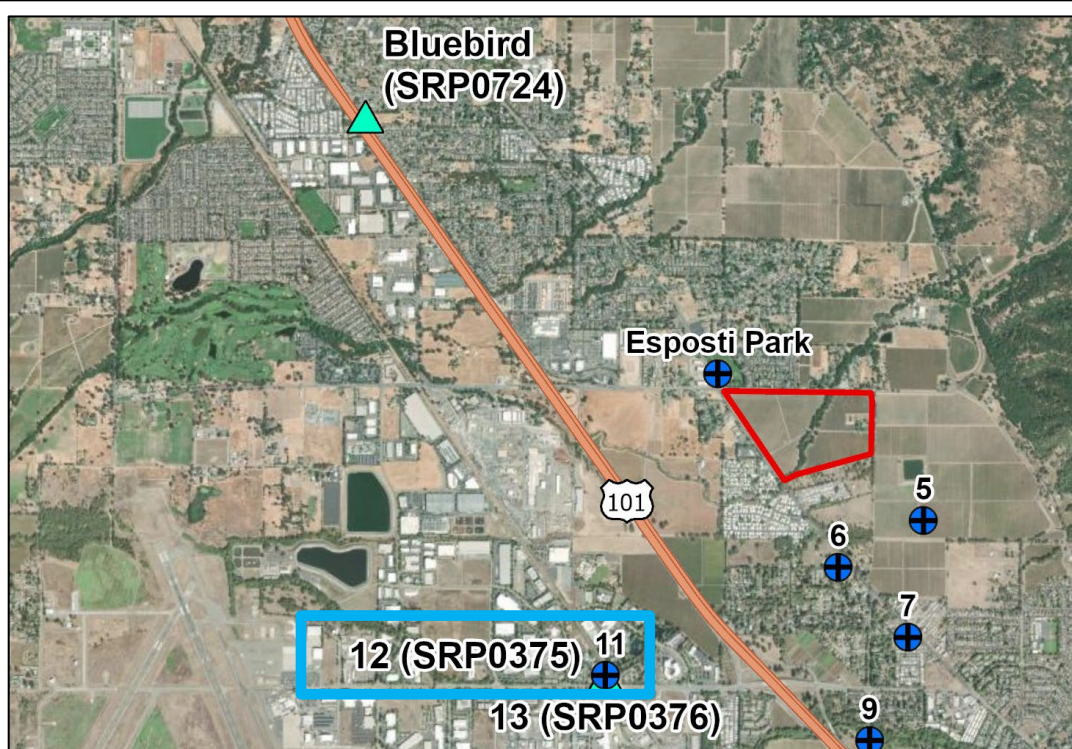 Bluebird
(SRP0724)
Esposti Park
101
5
6
7
12 (SRP0375)
11
13 (SRP0376)
9